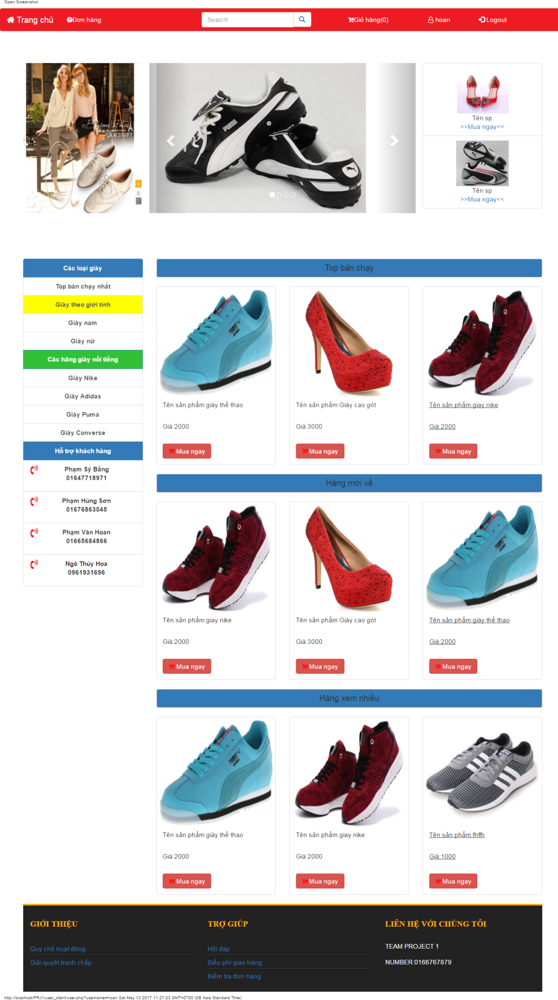 Open Screenshot
Trang chủ
Đơn hàng
Search
Giỏ hàng(0)
hoan
Logout
Bonjour Paris
GRACEGIFT
PUMA
40
Tên sp
>>Mua ngay<<
Tên sp
>>Mua ngay<<
Các loại giày
Top bán chạy nhất
Giày theo giới tính
Giày nam
Giày nữ
Các hãng giày nổi tiếng
Giày Nike
Giày Adidas
Giày Puma
Giày Converse
Hỗ trợ khách hàng
Phạm Sỹ Bằng
01647718971
Phạm Hùng Sơn
01676863045
Phạm Văn Hoan
01665684866
Ngô Thúy Hoa
0961931696
Top bán chạy
Tên sản phẩm:giày thể thao
Giá:2000
Mua ngay
Tên sản phẩm:Giày cao gót
Giá:3000
Mua ngay
Tên sản phẩm:giay nike
Giá:2000
Mua ngay
Hàng mới về
Tên sản phẩm:giay nike
Giá:2000
Mua ngay
Tên sản phẩm:Giày cao gót
Giá:3000
Mua ngay
Tên sản phẩm:giày thể thao
Giá:2000
Mua ngay
Hàng xem nhiều
Tên sản phẩm:giày thể thao
Giá:2000
Mua ngay
Tên sản phẩm:giay nike
Giá:2000
Mua ngay
Tên sản phẩm:fhffh
Giá:1000
Mua ngay
GIỚI THIỆU
Quy chế hoạt động
Giải quyết tranh chấp
TRỢ GIÚP
Hỏi đáp
Biểu phí giao hàng
Kiểm tra đơn hàng
LIÊN HỆ VỚI CHÚNG TÔI
TEAM PROJECT 1
NUMBER:0166767879
http://localhost/PRJ1/user_client/user.php?username=hoan Sat May 13 2017 11:27:03 GMT+0700 (SE Asia Standard Time)